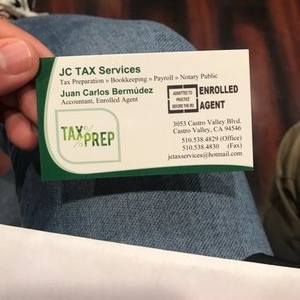 JC TAX Services
Tax Preparation » Bookkeeping » Payroll » Notary Public
Juan Carlos Bermúdez
Accountant, Enrolled Agent
ADMITTED TO
PRACTICE
BEFORE THE IRS
ENROLLED
AGENT
TAX
PREP
3053 Castro Valley Blvd.
Castro Valley, CA 94546
510.538.4829 (Office)
510.538.4830 (Fax)
jctaxservices@hotmail.com